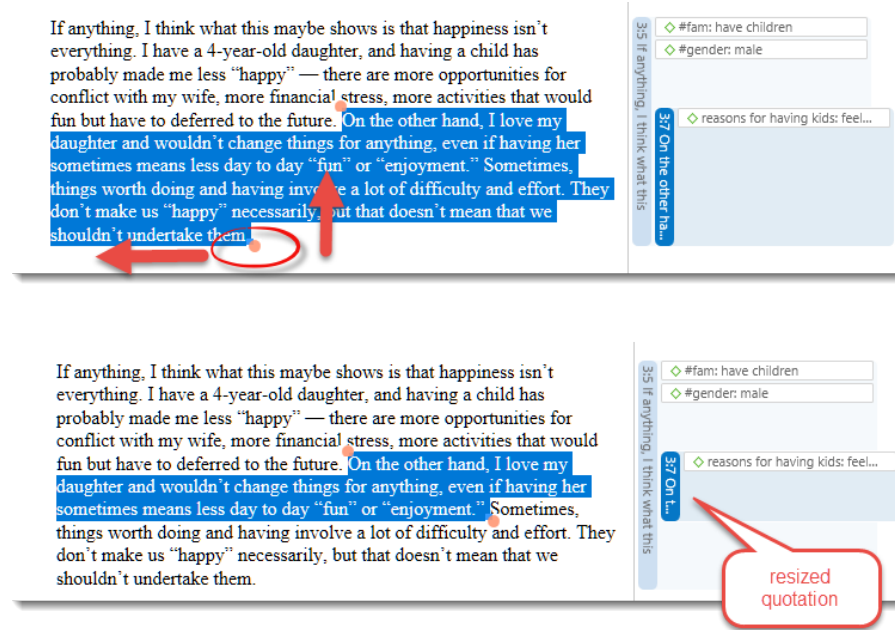 If anything, I think what this maybe shows is that happiness isn’t
everything. I have a 4-year-old daughter, and having a child has
probably made me less “happy” — there are more opportunities for
conflict with my wife, more financial stress, more activities that would
fun but have to deferred to the future. On the other hand, I love my
daughter and wouldn’t change things for anything, even if having her
sometimes means less day to day “fun” or “enjoyment.” Sometimes,
things worth doing and having involve a lot of difficulty and effort. They
don’t make us “happy” necessarily, but that doesn’t mean that we
shouldn’t undertake them
3:5 If anything, I think what this
#fam: have children
#gender: male
3:7 On the other ha...
reasons for having kids: feel...
If anything, I think what this maybe shows is that happiness isn’t
everything. I have a 4-year-old daughter, and having a child has
probably made me less “happy” — there are more opportunities for
conflict with my wife, more financial stress, more activities that would
fun but have to deferred to the future. On the other hand, I love my
daughter and wouldn’t change things for anything, even if having her
sometimes means less day to day “fun” or “enjoyment.” Sometimes,
things worth doing and having involve a lot of difficulty and effort. They
don’t make us “happy” necessarily, but that doesn’t mean that we
shouldn’t undertake them.
3:5 If anything, I think what this
#fam: have children
#gender: male
3:7 On t...
reasons for having kids: feel...
resized
quotation